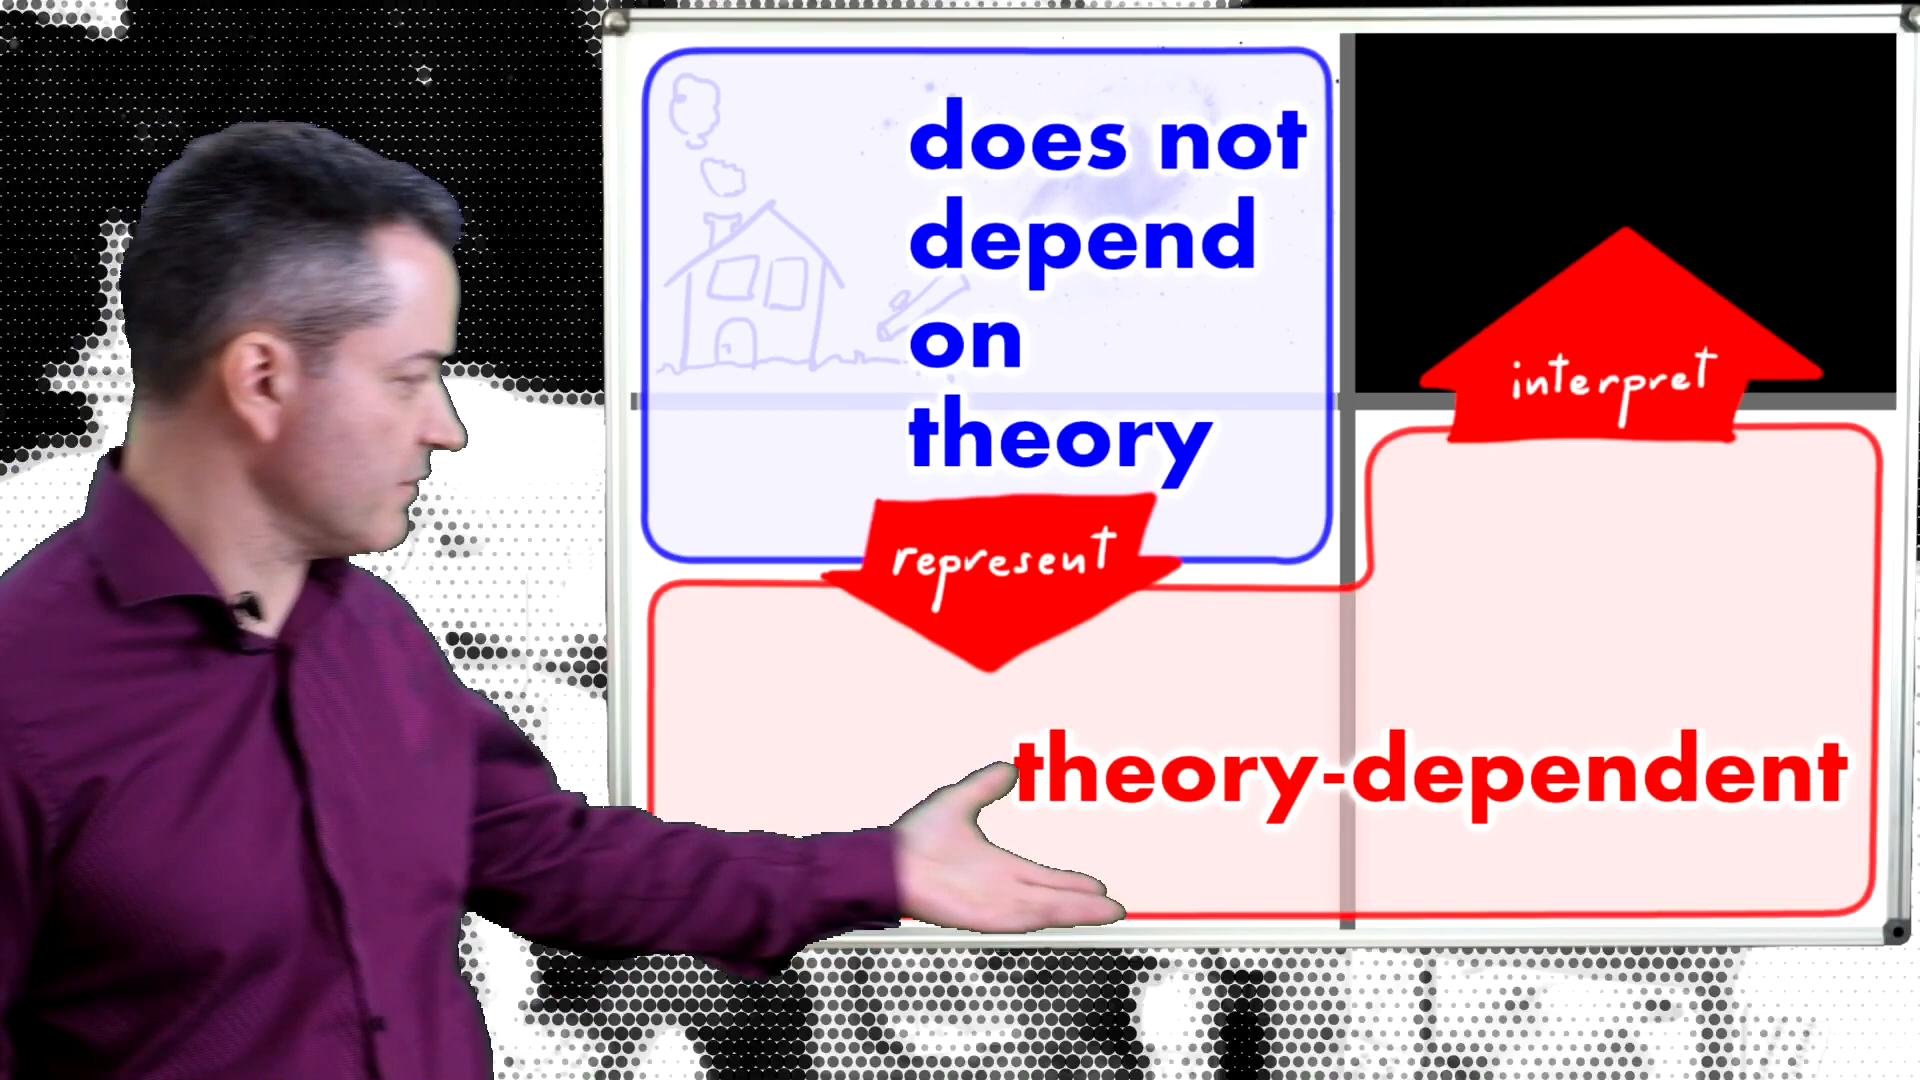 does not
depend
on
theory
interpret
represent
theory-dependent